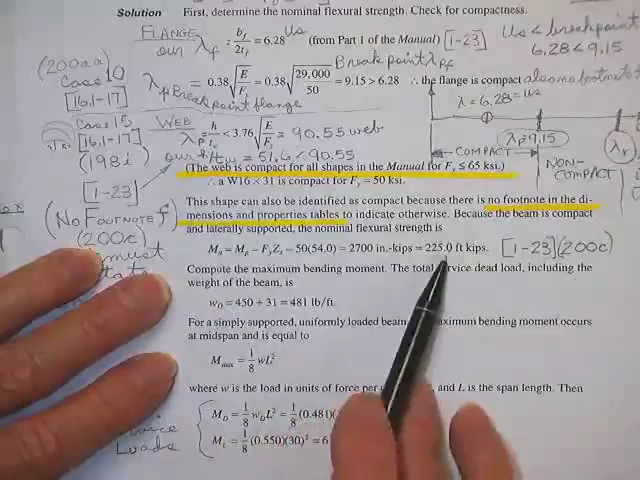 Solution First, determine the nominal flexural strength. Check for compactness.
FLANGE
our λf = bf/2tf = 6.28 us (from Part 1 of the Manual) [1-23]
us < breakpoint
6.28 < 9.15
(200aa)
Case 10
[16.1-17]
Breakpoint λpf
λp Breakpoint flange = 0.38√E/Fy = 0.38√29,000/50 = 9.15 > 6.28 ∴ the flange is compact also no footnote
λ = 6.28 = us
Case 15
[16.1-17]
(198i)
WEB λp = h/tw < 3.76√E/Fy = 90.55 web
our h/tw = 51.6 < 90.55
COMPACT
λp = 9.15
NON-
COMPACT
λr
(The web is compact for all shapes in the Manual for Fy ≤ 65 ksi.)
∴ a W16 × 31 is compact for Fy = 50 ksi.
[1-23]
(No FOOTNOTE)
(200c)
must
This shape can also be identified as compact because there is no footnote in the di-
mensions and properties tables to indicate otherwise. Because the beam is compact
and laterally supported, the nominal flexural strength is
Mn = Mp = FyZx = 50(54.0) = 2700 in.-kips = 225.0 ft kips. [1-23] (200c)
Compute the maximum bending moment. The total service dead load, including the
weight of the beam, is
wD = 450 + 31 = 481 lb/ft
For a simply supported, uniformly loaded beam, maximum bending moment occurs
at midspan and is equal to
Mmax = 1/8 wL²
where w is the load in units of force per and L is the span length. Then
Loads
MD = 1/8 wDL² = 1/8 (0.481)
ML = 1/8 (0.550)(30)² = 6